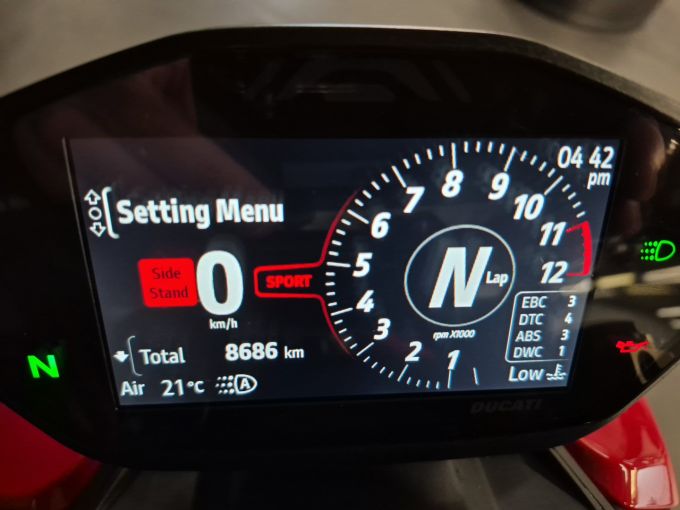 04 42
pm
Setting Menu
Side
Stand
0
km/h
SPORT
1
2
3
4
5
6
7
8
9
10
11
12
N Lap
rpm X1000
EBC 3
DTC 4
ABS 3
DWC 1
Total 8686 km
Air 21°C
A
Low
N
DUCATI